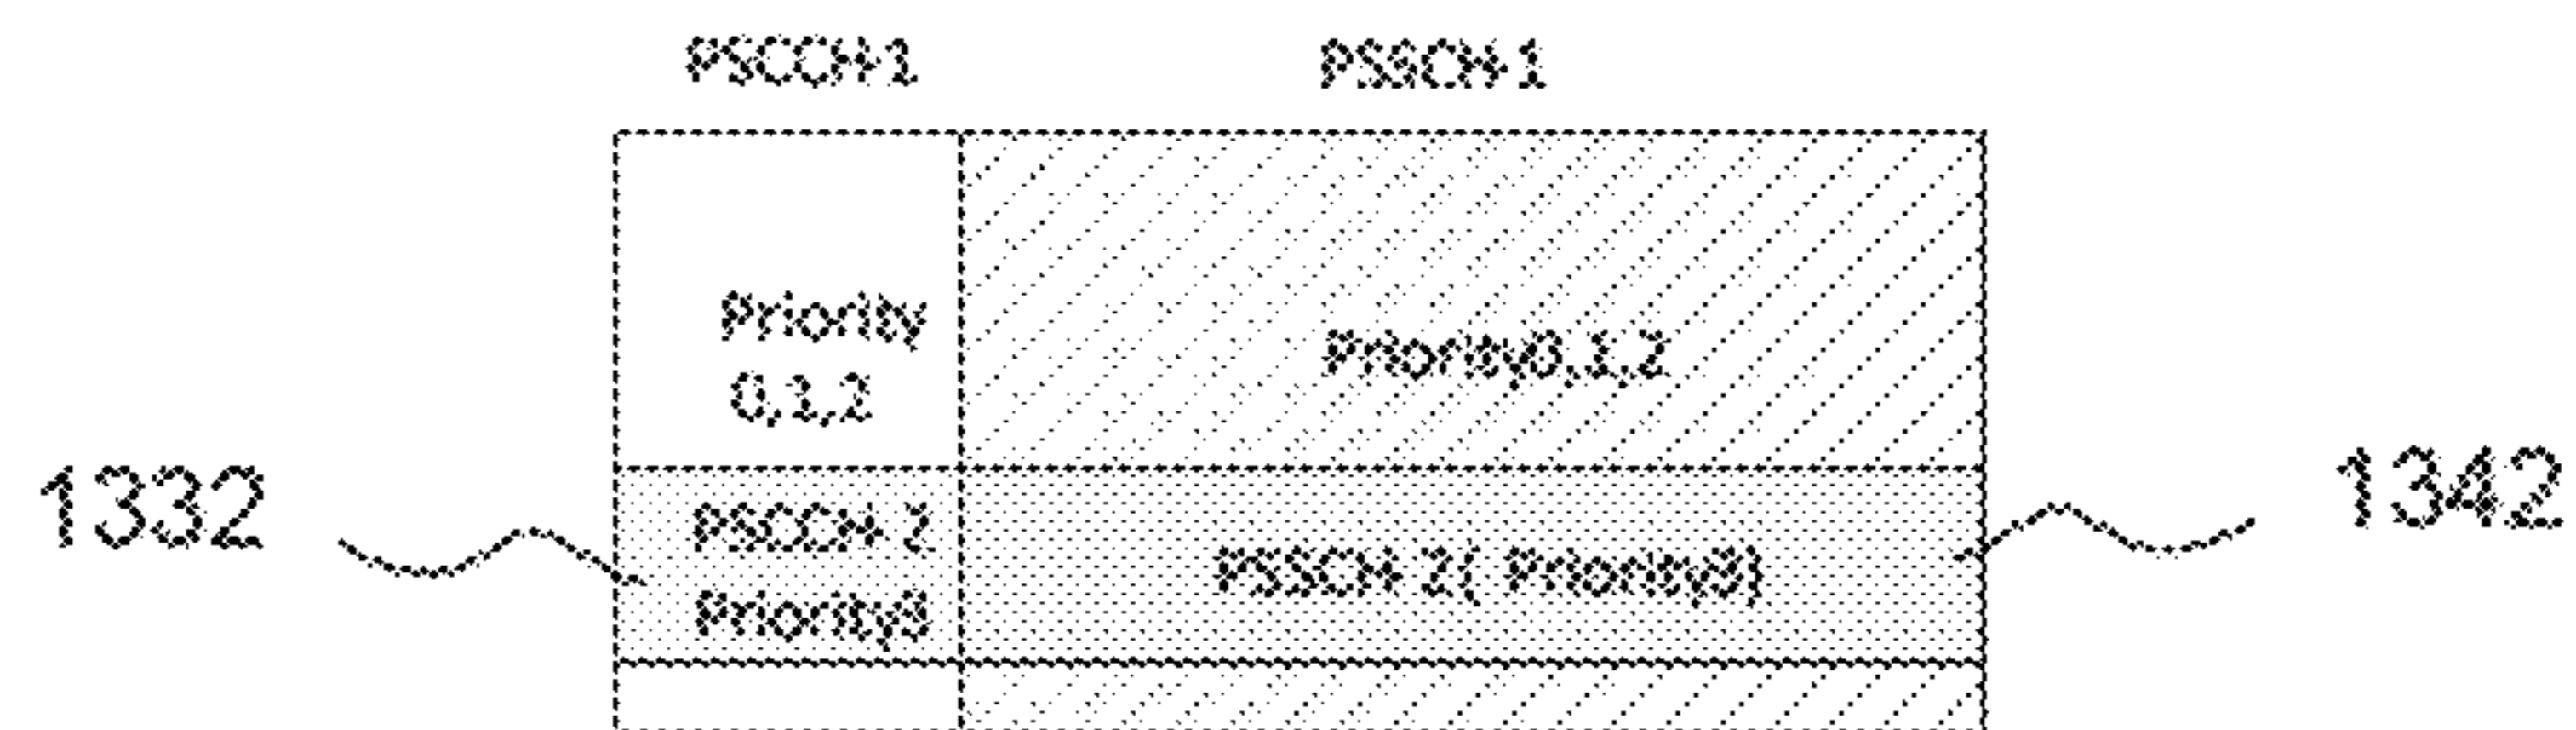 PSCCH-1 PSSCH-1
Priority
0,1,2
Priority0,1,2
1332
PSCCH-2
Priority3
PSSCH-2( Priority3)
1342